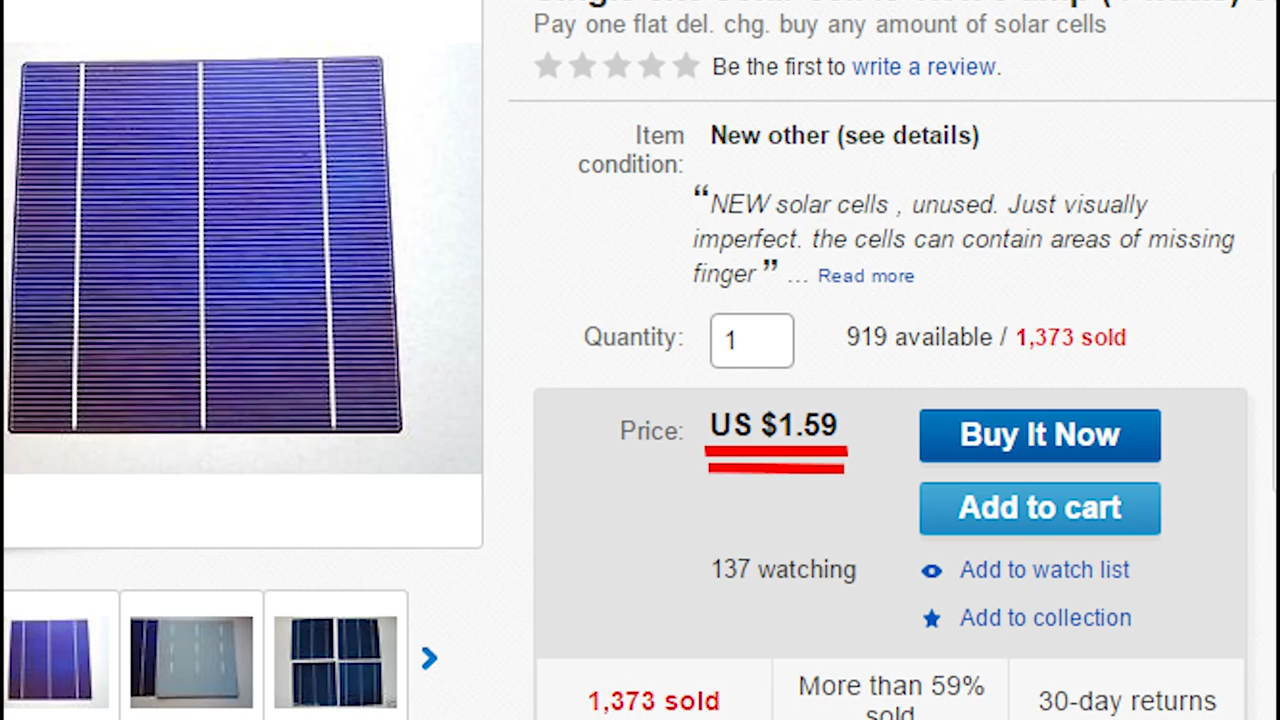 Pay one flat del. chg. buy any amount of solar cells
Be the first to write a review.
Item condition:
New other (see details)
“NEW solar cells , unused. Just visually
imperfect. the cells can contain areas of missing
finger ” ... Read more
Quantity: 1 919 available / 1,373 sold
Price: US $1.59
Buy It Now
Add to cart
137 watching
Add to watch list
Add to collection
1,373 sold
More than 59%
sold
30-day returns